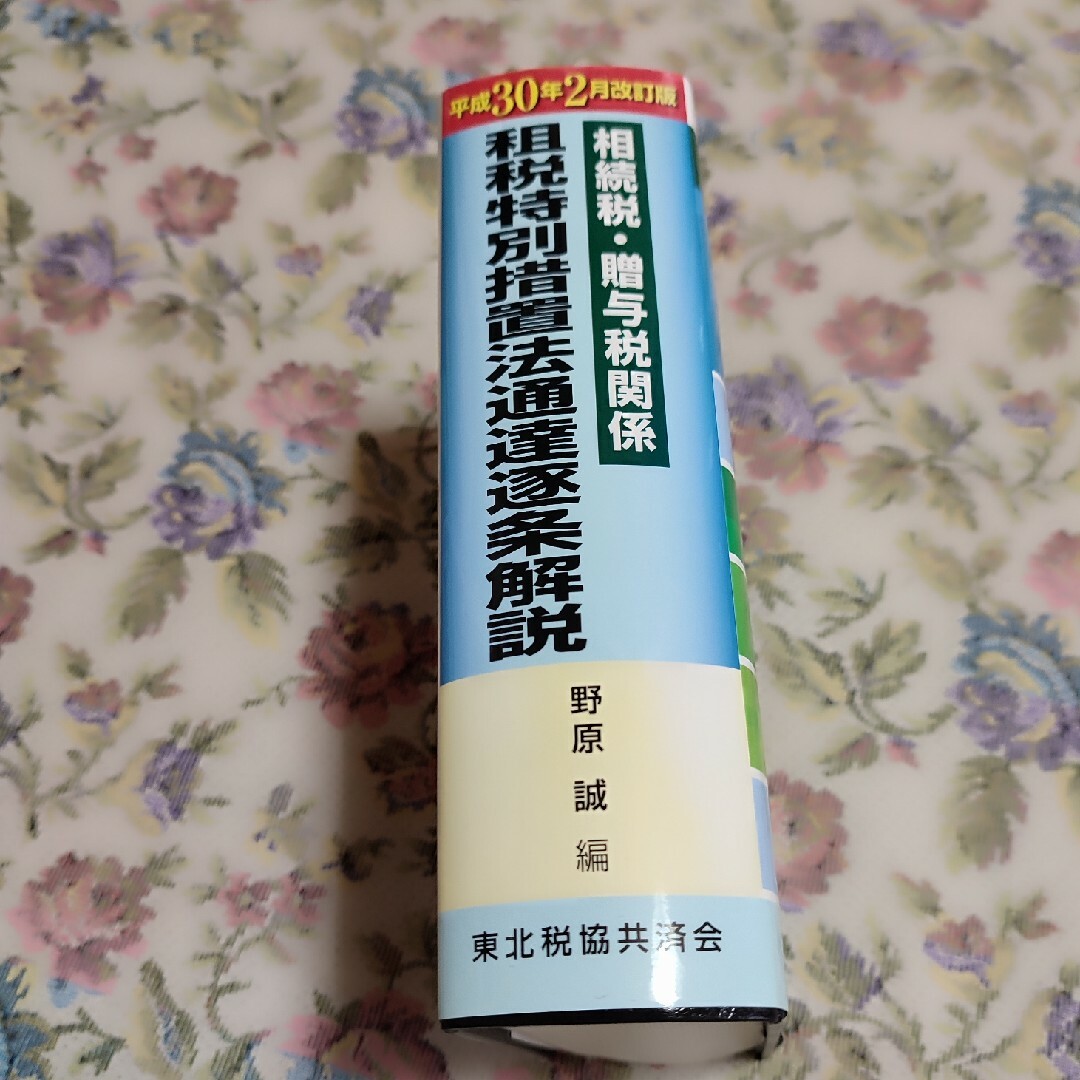 平成30年2月改訂版
相続税・贈与税関係
租税特別措置法通達逐条解説
野原 誠 編
東北税協共済会